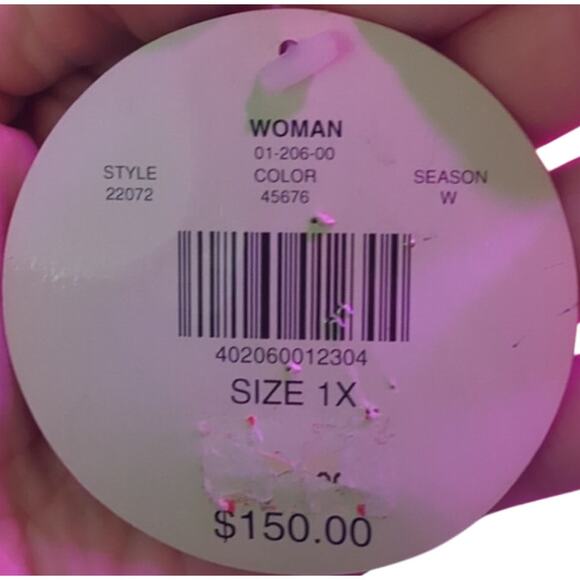 WOMAN
01-206-00
STYLE COLOR SEASON
22072 45676 W
402060012304
SIZE 1X
$150.00